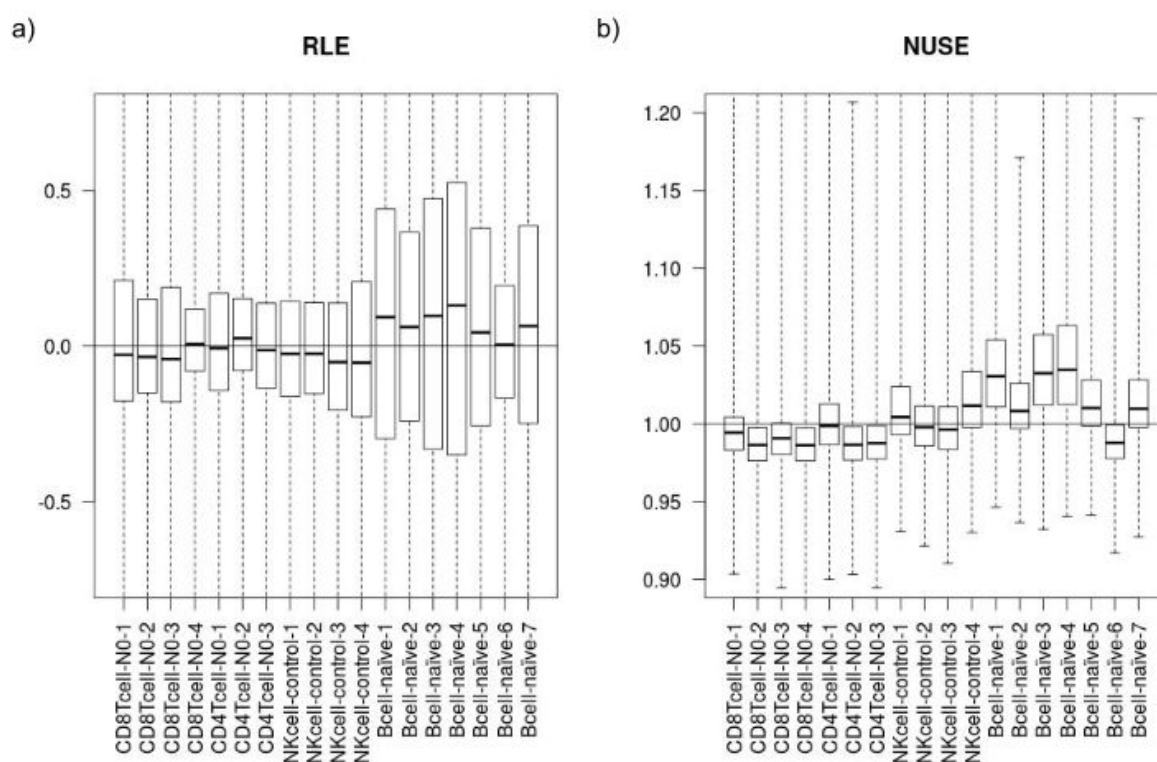 a)
RLE
0.5
0.0
-0.5
CD8Tcell-N0-1
CD8Tcell-N0-2
CD8Tcell-N0-3
CD8Tcell-N0-4
CD4Tcell-N0-1
CD4Tcell-N0-2
CD4Tcell-N0-3
NKcell-control-1
NKcell-control-2
NKcell-control-3
NKcell-control-4
Bcell-naïve-1
Bcell-naïve-2
Bcell-naïve-3
Bcell-naïve-4
Bcell-naïve-5
Bcell-naïve-6
Bcell-naïve-7
b)
NUSE
1.20
1.15
1.10
1.05
1.00
0.95
0.90
CD8Tcell-N0-1
CD8Tcell-N0-2
CD8Tcell-N0-3
CD8Tcell-N0-4
CD4Tcell-N0-1
CD4Tcell-N0-2
CD4Tcell-N0-3
NKcell-control-1
NKcell-control-2
NKcell-control-3
NKcell-control-4
Bcell-naïve-1
Bcell-naïve-2
Bcell-naïve-3
Bcell-naïve-4
Bcell-naïve-5
Bcell-naïve-6
Bcell-naïve-7